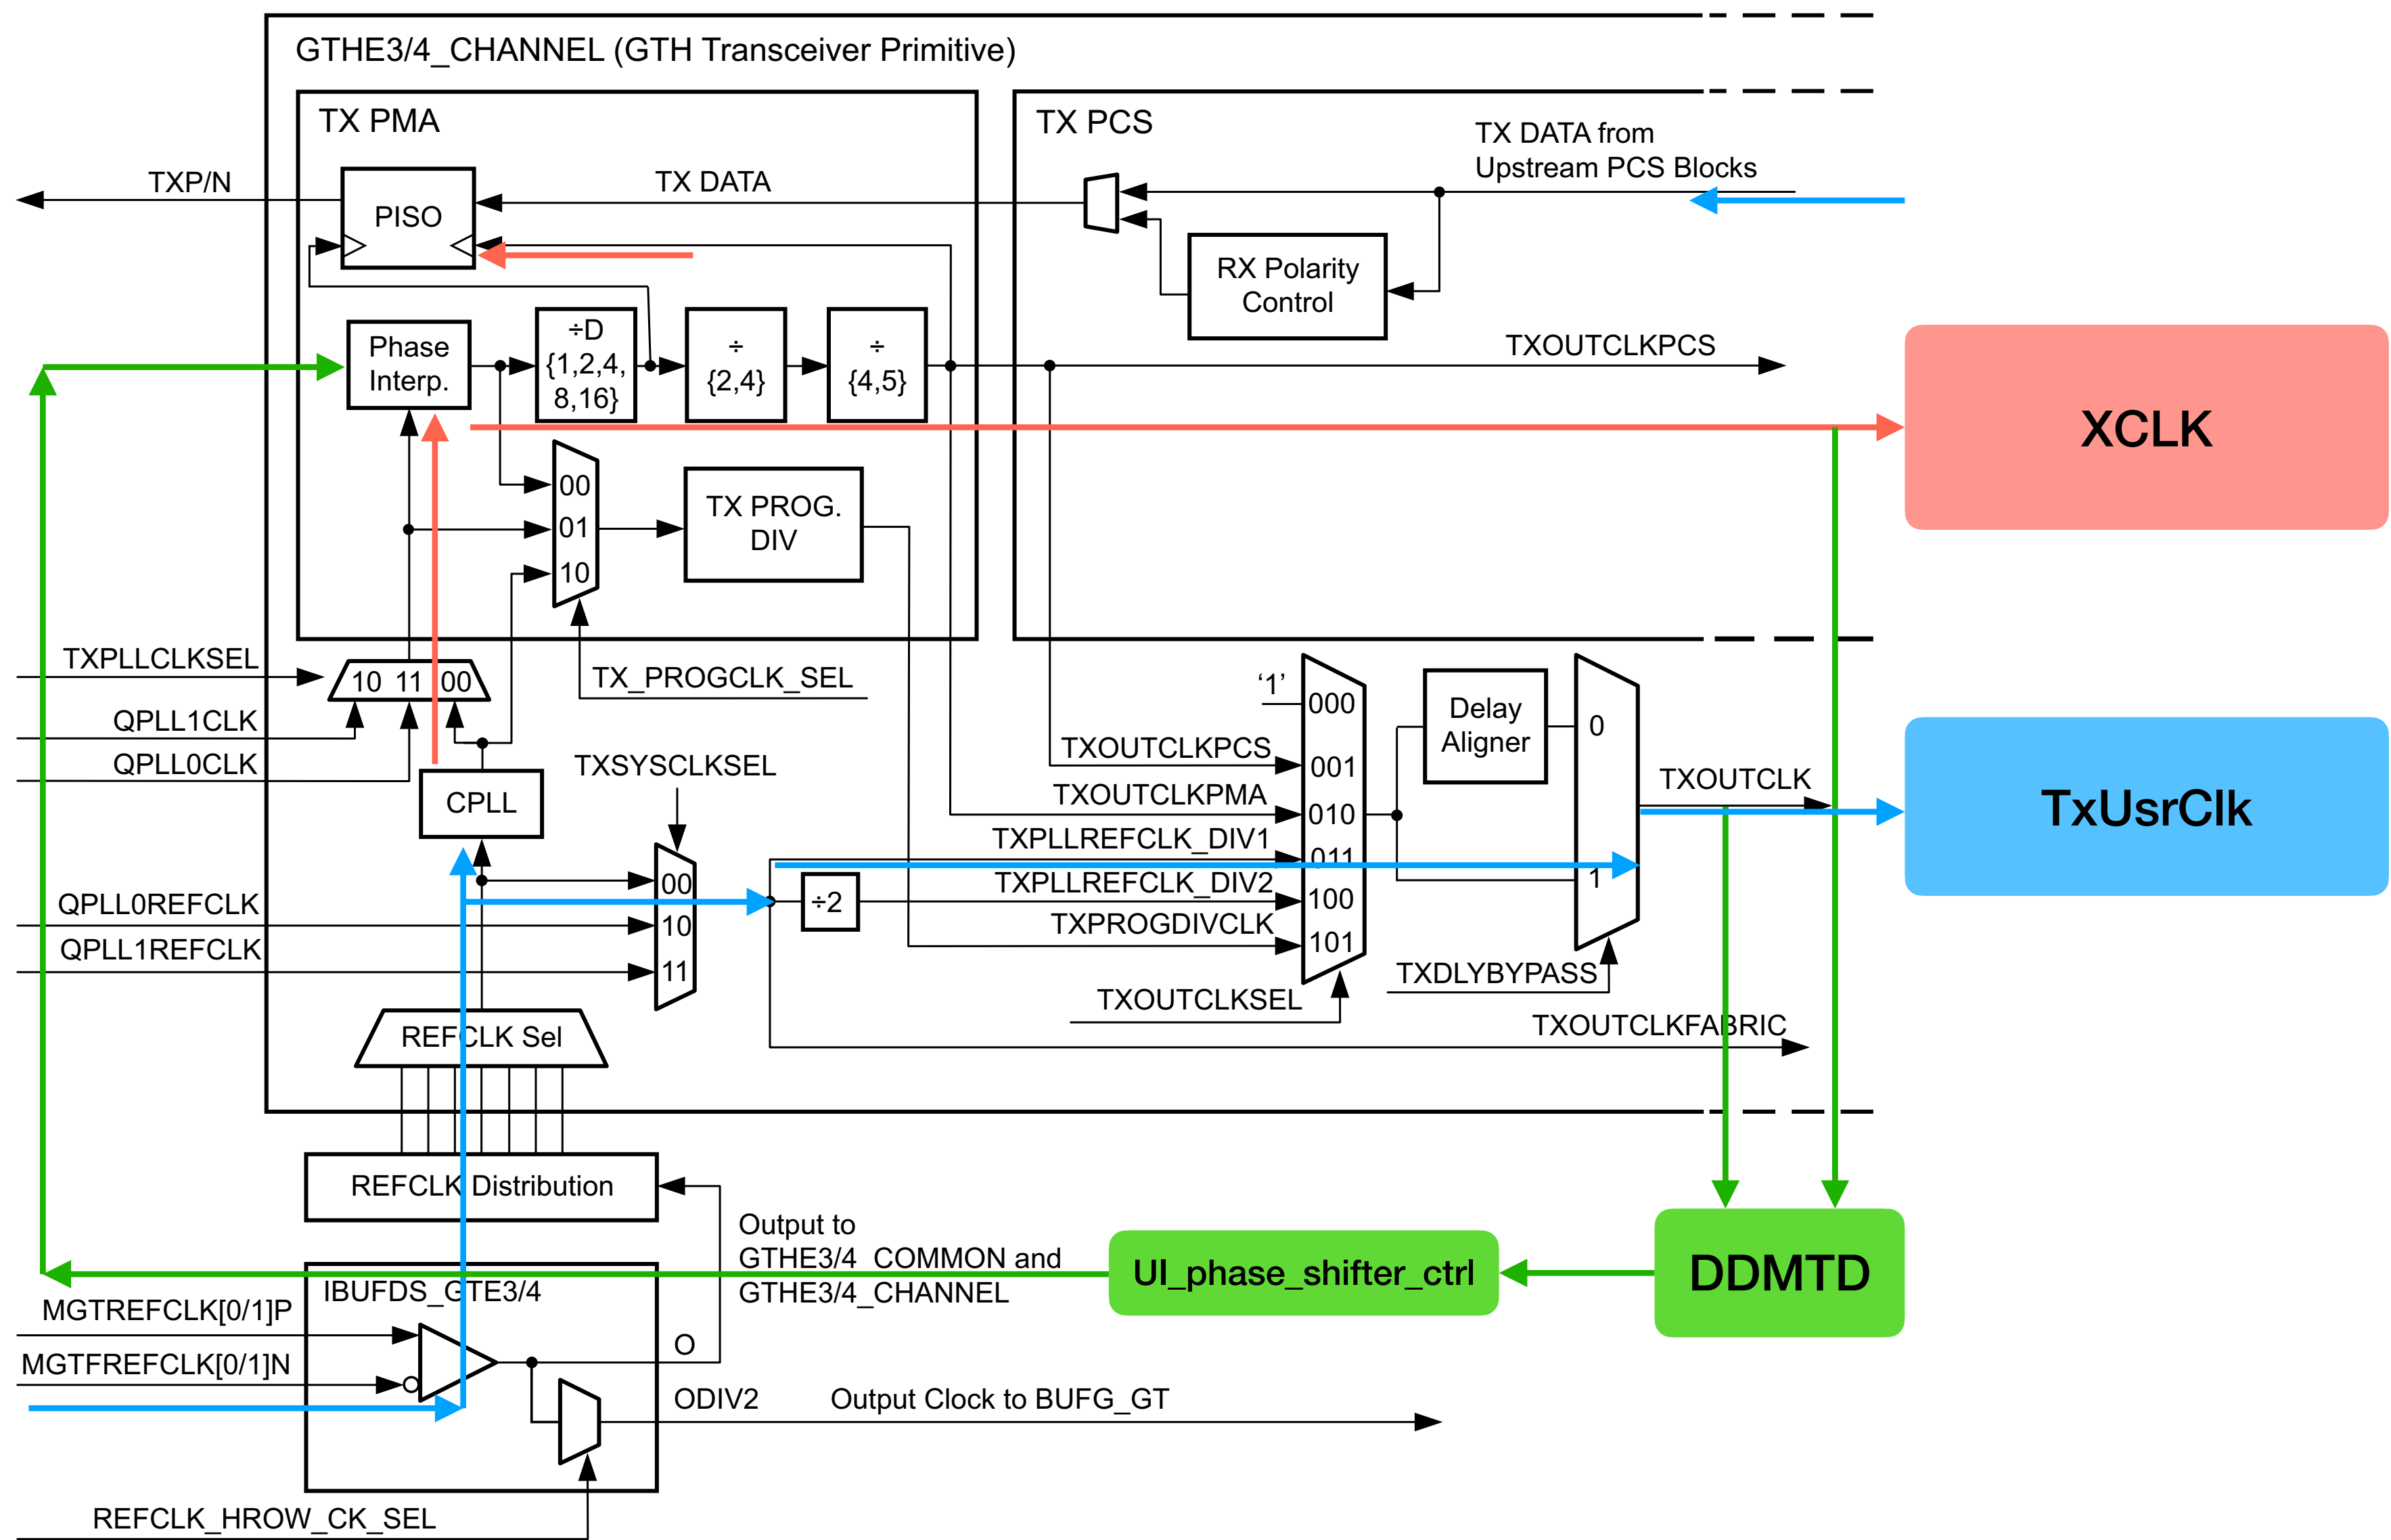 GTHE3/4_CHANNEL (GTH Transceiver Primitive)
TX PMA
TX PCS
TX DATA from
Upstream PCS Blocks
TXP/N
PISO
TX DATA
RX Polarity
Control
Phase
Interp.
÷D
{1,2,4,
8,16}
÷
{2,4}
÷
{4,5}
TXOUTCLKPCS
XCLK
00
01
10
TX PROG.
DIV
TXPLLCLKSEL
10 11 00
TX_PROGCLK_SEL
QPLL1CLK
QPLL0CLK
CPLL
TXSYSCLKSEL
‘1’
000
Delay
Aligner
0
TXOUTCLKPCS
001
TXOUTCLKPMA
010
TXPLLREFCLK_DIV1
011
TXPLLREFCLK_DIV2
100
TXPROGDIVCLK
101
1
TXOUTCLK
TxUsrClk
QPLL0REFCLK
QPLL1REFCLK
00
10
11
÷2
TXDLYBYPASS
TXOUTCLKSEL
TXOUTCLKFABRIC
REFCLK Sel
REFCLK Distribution
Output to
GTHE3/4_COMMON and
GTHE3/4_CHANNEL
UI_phase_shifter_ctrl
DDMTD
IBUFDS_GTE3/4
MGTREFCLK[0/1]P
MGTFREFCLK[0/1]N
O
ODIV2
Output Clock to BUFG_GT
REFCLK_HROW_CK_SEL